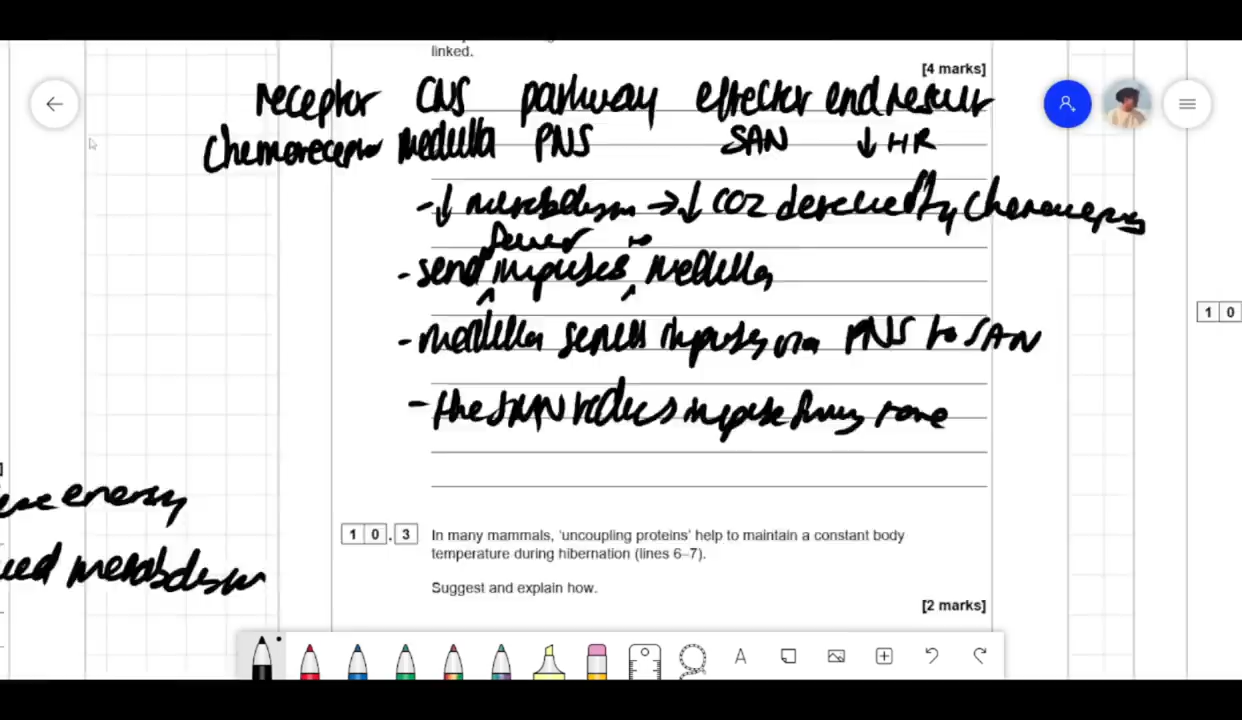 linked.
[4 marks]
receptor CNS pathway effector end result
Chemoreceptor medulla PNS SAN ↓ HR
- ↓ metabolism → ↓ CO2 detected by chemoreceptors
fewer to
- send impulses medulla
- medulla sends impulses via PNS to SAN
- the SAN reduces impulse firing rate
energy
metabolism
1 0
1 0 . 3 In many mammals, 'uncoupling proteins' help to maintain a constant body
temperature during hibernation (lines 6–7).
Suggest and explain how.
[2 marks]
A